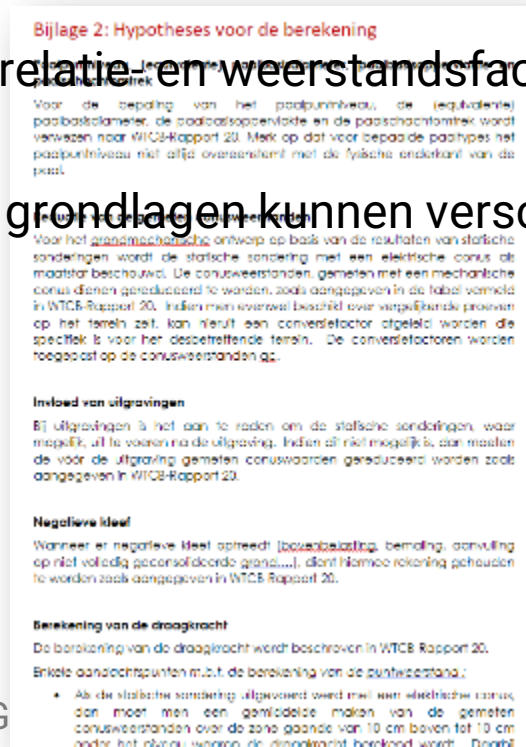 Bijlage 2: Hypotheses voor de berekening
relatie- en weerstandsfac
Voor de bepaling van het paalpuntniveau, de (equivalente)
paalbasisdiameter, de paalbasisoppervlakte en de paalschachtomtrek wordt
verwezen naar WTCB-Rapport 20. Merk op dat voor bepaalde paaltypes het
paalpuntniveau niet altijd overeenstemt met de fysische onderkant van de
paal.
grondlagen kunnen verso
Voor het grondmechanische ontwerp op basis van de resultaten van statische
sonderingen wordt de statische sondering met een elektrische conus als
maatstaf beschouwd. De conusweerstanden, gemeten met een mechanische
conus dienen gereduceerd te worden, zoals aangegeven in de tabel vermeld
in WTCB-Rapport 20. Indien men evenwel beschikt over vergelijkende proeven
op het terrein zelf, kan hieruit een conversiefactor afgeleid worden die
specifiek is voor het desbetreffende terrein. De conversiefactoren worden
toegepast op de conusweerstanden qc.
Invloed van uitgravingen
Bij uitgravingen is het aan te raden om de statische sonderingen, waar
mogelijk, uit te voeren na de uitgraving. Indien dit niet mogelijk is, dan moeten
de vóór de uitgraving gemeten conuswaarden gereduceerd worden zoals
aangegeven in WTCB-Rapport 20.
Negatieve kleef
Wanneer er negatieve kleef optreedt (bovenbelasting, bemaling, aanvulling
op niet volledig geconsolideerde grond,...), dient hiermee rekening gehouden
te worden zoals aangegeven in WTCB-Rapport 20.
Berekening van de draagkracht
De berekening van de draagkracht wordt beschreven in WTCB Rapport 20.
Enkele aandachtspunten m.b.t. de berekening van de puntweerstand :
• Als de statische sondering uitgevoerd werd met een elektrische conus,
dan moet men een gemiddelde maken van de gemeten
conusweerstanden over de zone gaande van 10 cm boven tot 10 cm
onder het niveau waarop de draagkracht berekend wordt.